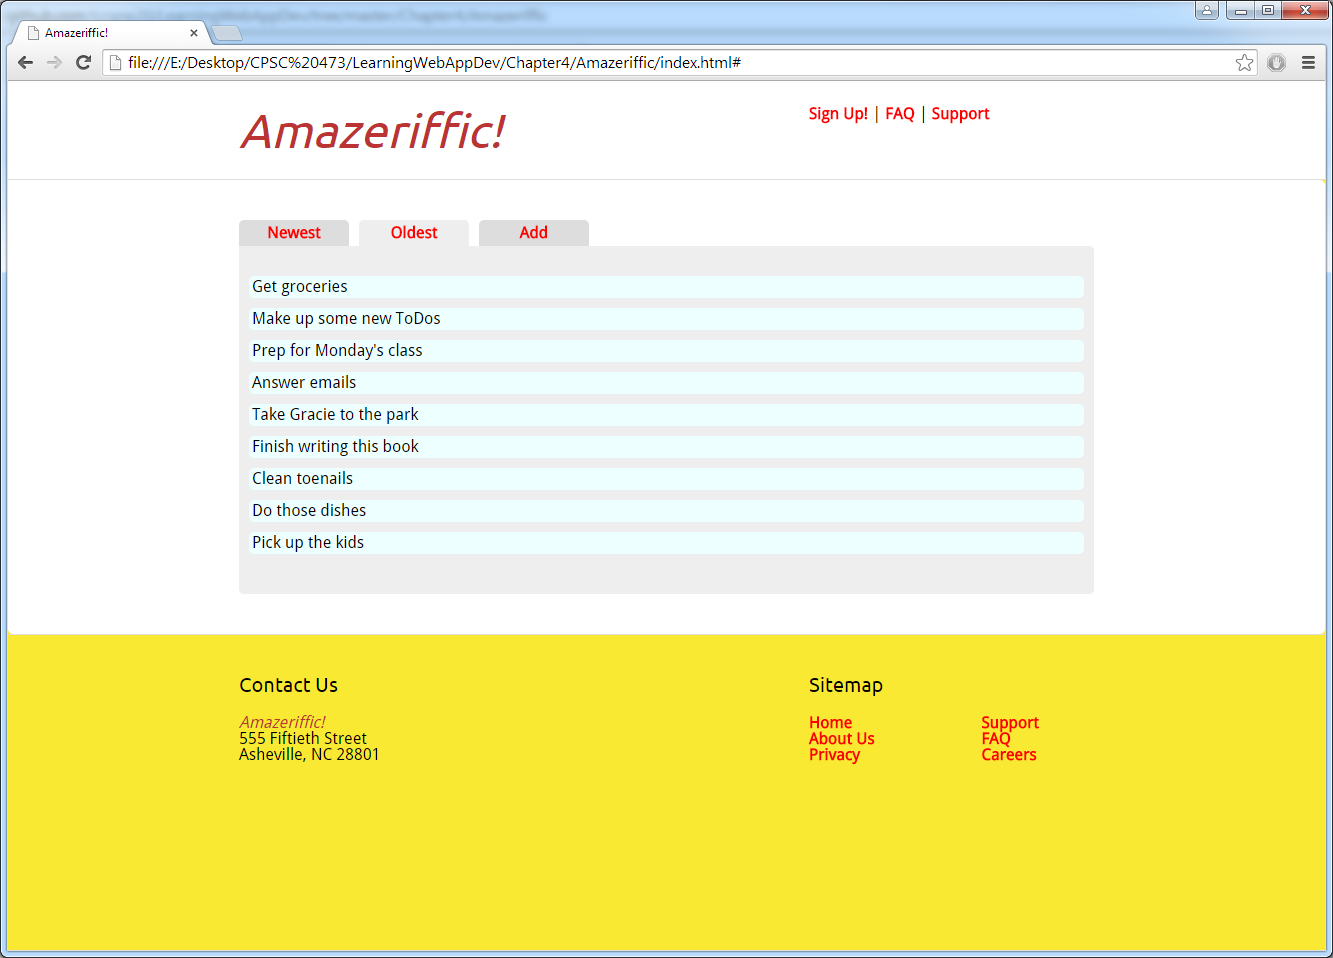 Amazeriffic!
file:///E:/Desktop/CPSC%20473/LearningWebAppDev/Chapter4/Amazeriffic/index.html#
Amazeriffic!
Sign Up! | FAQ | Support
Newest
Oldest
Add
Get groceries
Make up some new ToDos
Prep for Monday's class
Answer emails
Take Gracie to the park
Finish writing this book
Clean toenails
Do those dishes
Pick up the kids
Contact Us
Amazeriffic!
555 Fiftieth Street
Asheville, NC 28801
Sitemap
Home
About Us
Privacy
Support
FAQ
Careers